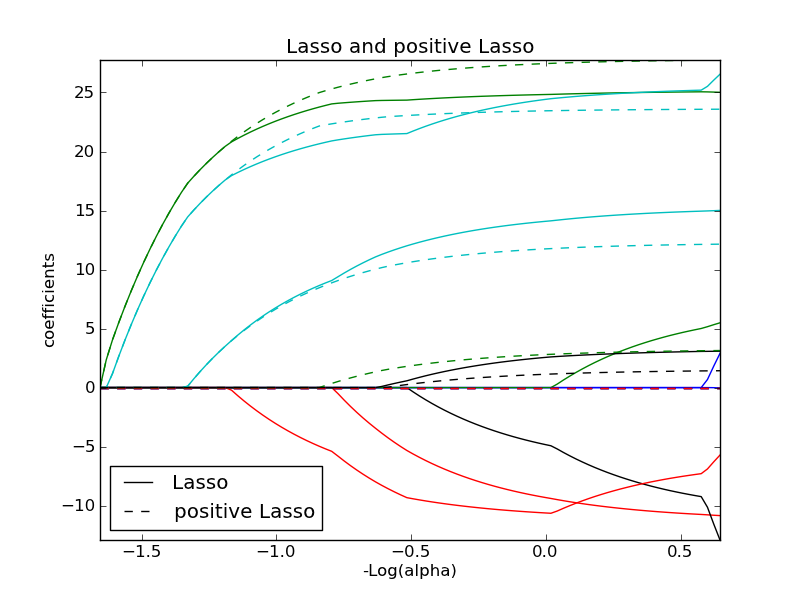 Lasso and positive Lasso
25
20
15
10
5
0
−5
−10
coefficients
Lasso
positive Lasso
−1.5 −1.0 −0.5 0.0 0.5
-Log(alpha)